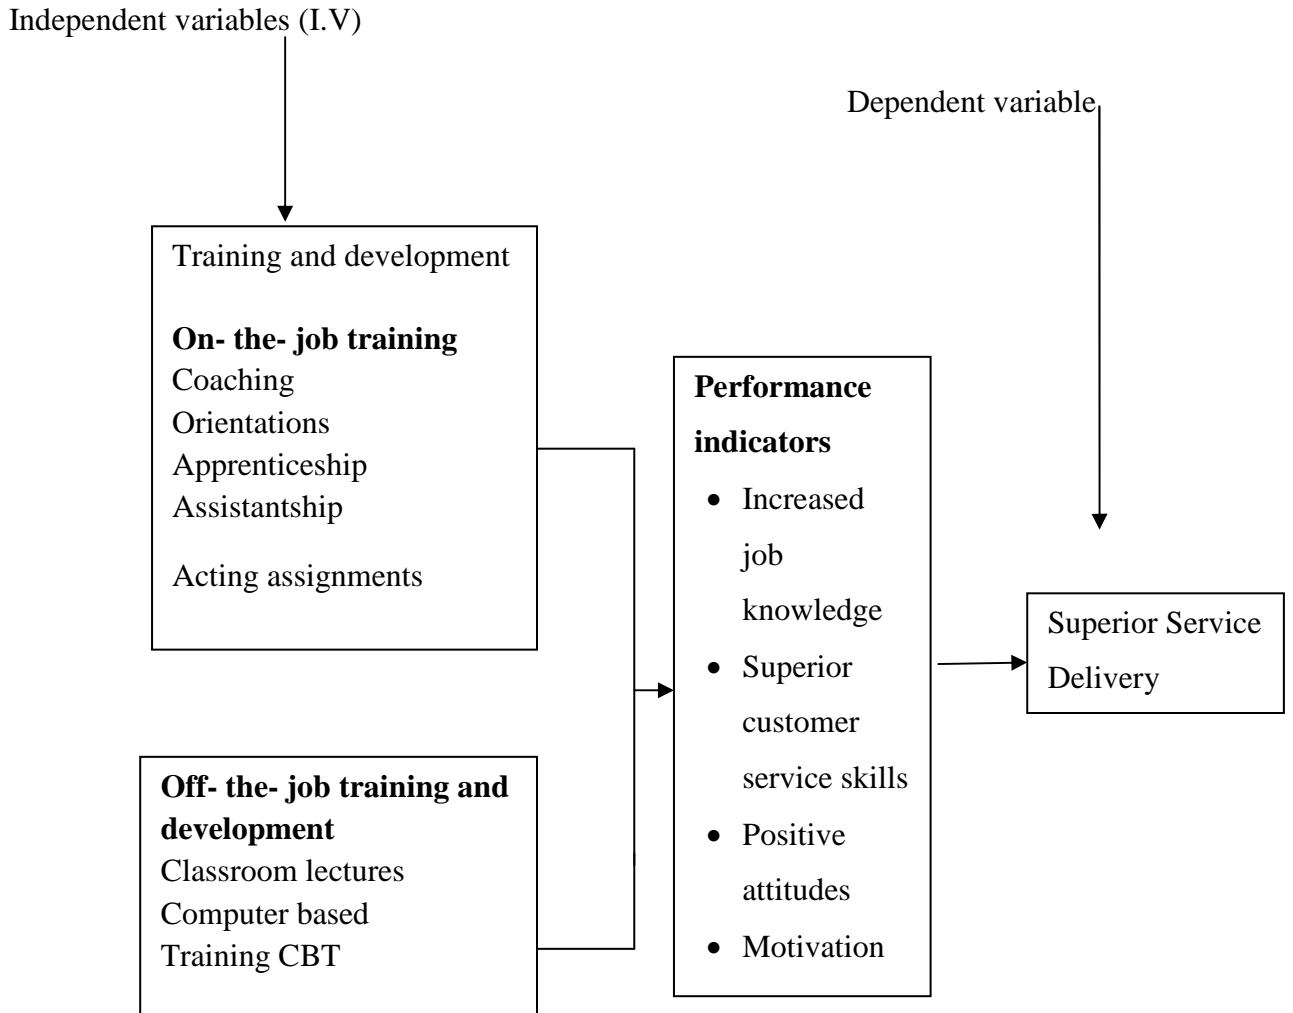 Independent variables (I.V)
Dependent variable
Training and development
On- the- job training
Coaching
Orientations
Apprenticeship
Assistantship
Acting assignments
Off- the- job training and
development
Classroom lectures
Computer based
Training CBT
Performance
indicators
• Increased
job
knowledge
• Superior
customer
service skills
• Positive
attitudes
• Motivation
Superior Service
Delivery